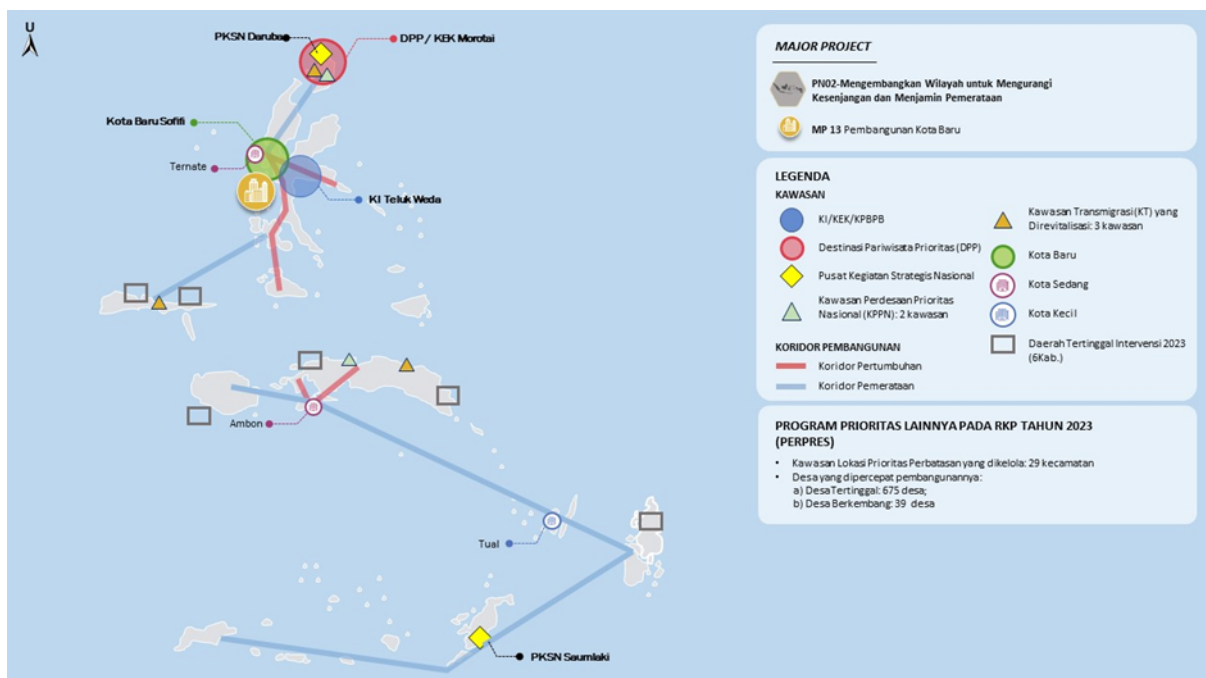 U
PKSN Daruba
DPP / KEK Morotai
Kota Baru Sofifi
Ternate
KI Teluk Weda
Ambon
Tual
PKSN Saumlaki
MAJOR PROJECT
PN02-Mengembangkan Wilayah untuk Mengurangi
Kesenjangan dan Menjamin Pemerataan
MP 13 Pembangunan Kota Baru
LEGENDA
KAWASAN
KI/KEK/KPBPB
Destinasi Pariwisata Prioritas (DPP)
Pusat Kegiatan Strategis Nasional
Kawasan Perdesaan Prioritas
Nasional (KPPN): 2 kawasan
KORIDOR PEMBANGUNAN
Koridor Pertumbuhan
Koridor Pemerataan
Kawasan Transmigrasi (KT) yang
Direvitalisasi: 3 kawasan
Kota Baru
Kota Sedang
Kota Kecil
Daerah Tertinggal Intervensi 2023
(6Kab.)
PROGRAM PRIORITAS LAINNYA PADA RKP TAHUN 2023
(PERPRES)
• Kawasan Lokasi Prioritas Perbatasan yang dikelola: 29 kecamatan
• Desa yang dipercepat pembangunannya:
a) Desa Tertinggal: 675 desa;
b) Desa Berkembang: 39 desa